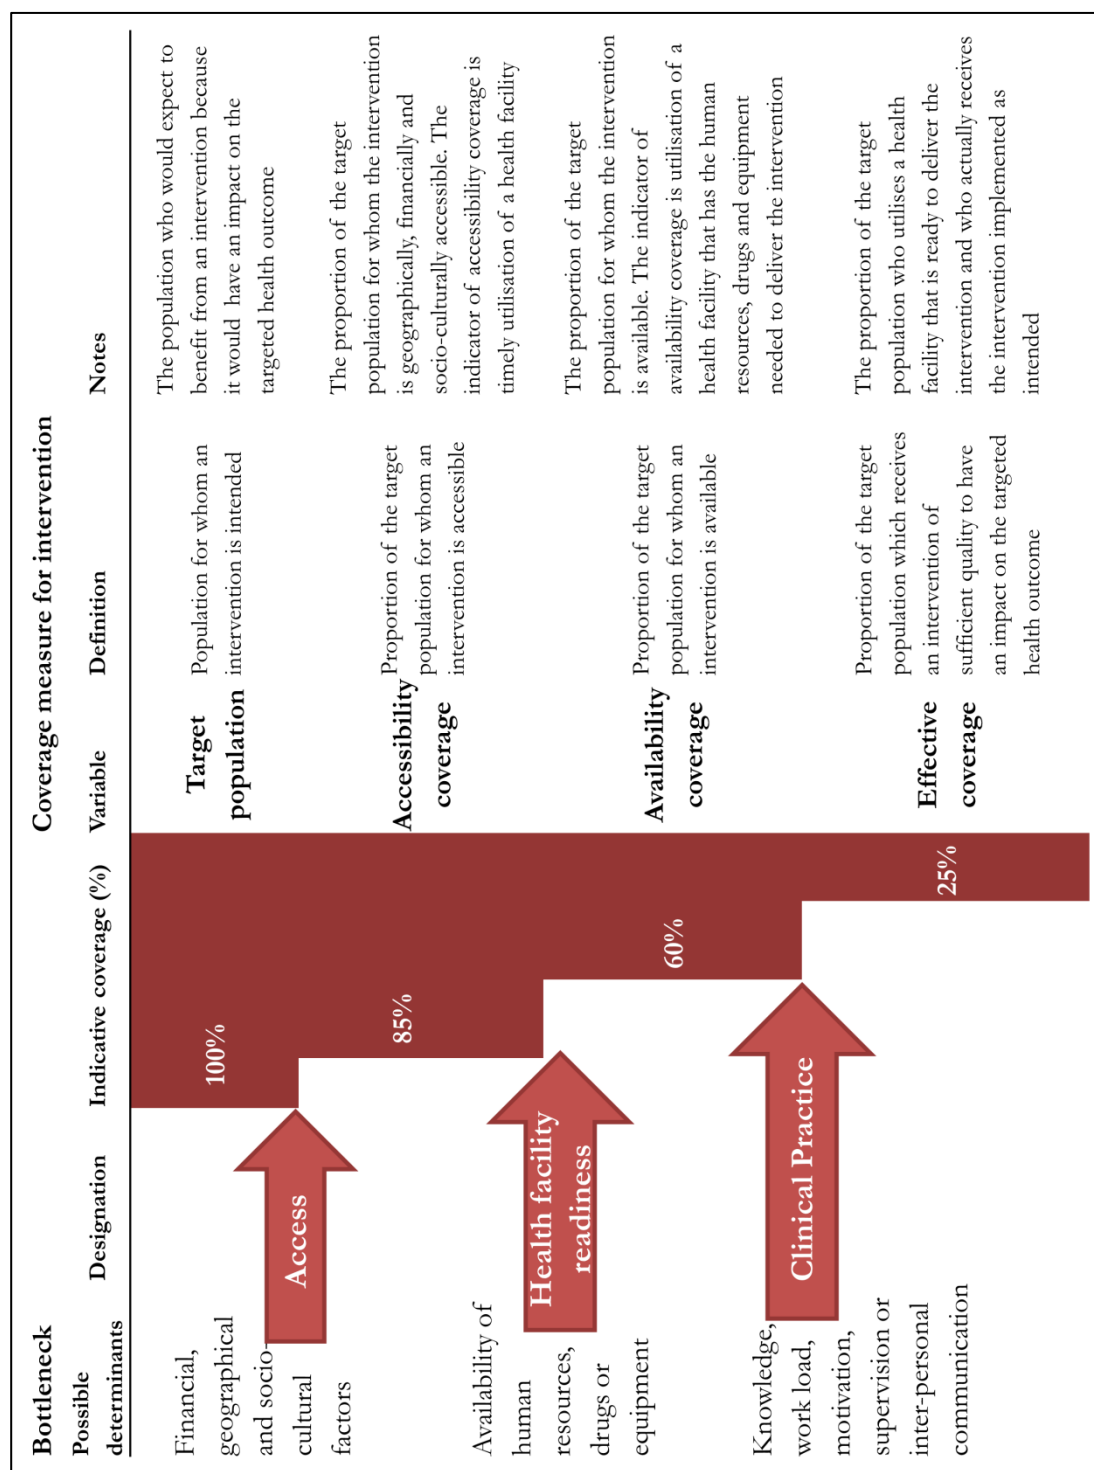 Bottleneck
Coverage measure for intervention
Possible
determinants
Designation
Indicative coverage (%)
Variable
Definition
Notes
Financial,
geographical
and socio-
cultural
factors
Access
100%
Target
population
Population for whom an
intervention is intended
The population who would expect to
benefit from an intervention because
it would have an impact on the
targeted health outcome
85%
Accessibility
coverage
Proportion of the target
population for whom an
intervention is accessible
The proportion of the target
population for whom the intervention
is geographically, financially and
socio-culturally accessible. The
indicator of accessibility coverage is
timely utilisation of a health facility
Availability of
human
resources,
drugs or
equipment
Health facility
readiness
60%
Availability
coverage
Proportion of the target
population for whom an
intervention is available
The proportion of the target
population for whom the intervention
is available. The indicator of
availability coverage is utilisation of a
health facility that has the human
resources, drugs and equipment
needed to deliver the intervention
Knowledge,
work load,
motivation,
supervision or
inter-personal
communication
Clinical Practice
25%
Effective
coverage
Proportion of the target
population which receives
an intervention of
sufficient quality to have
an impact on the targeted
health outcome
The proportion of the target
population who utilises a health
facility that is ready to deliver the
intervention and who actually receives
the intervention implemented as
intended